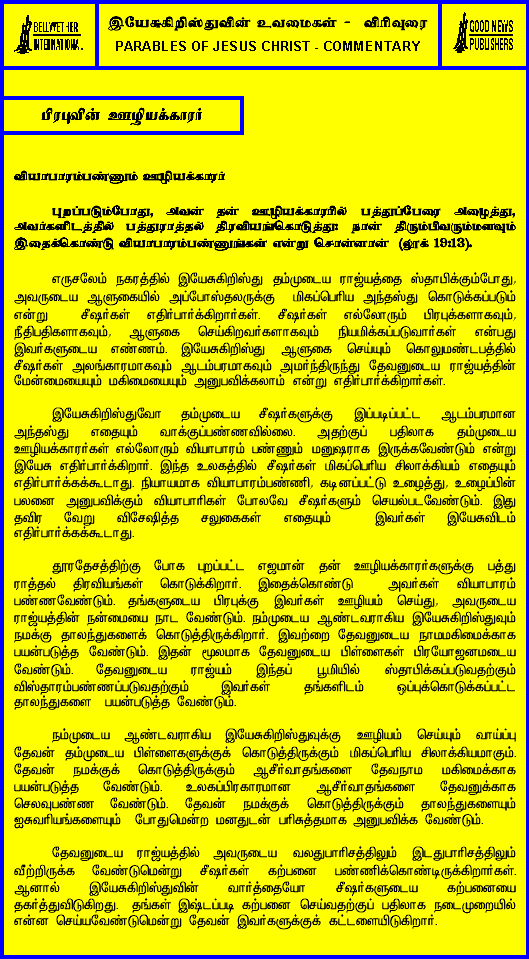 BELLWETHER
INTERNATIONAL
இயேசுகிறிஸ்துவின் உவமைகள் - விரிவுரை
PARABLES OF JESUS CHRIST - COMMENTARY
GOOD NEWS
PUBLISHERS
பிரபுவின் ஊழியக்காரர்
வியாபாரம்பண்ணும் ஊழியக்காரர்
புறப்படும்போது, அவன் தன் ஊழியக்காரரில் பத்துப்பேரை அழைத்து,
அவர்களிடத்தில் பத்துராத்தல் திரவியங்கொடுத்து: நான் திரும்பிவருமளவும்
இதைக்கொண்டு வியாபாரம்பண்ணுங்கள் என்று சொன்னான் (லூக் 19:13).
எருசலேம் நகரத்தில் இயேசுகிறிஸ்து தம்முடைய ராஜ்யத்தை ஸ்தாபிக்கும்போது,
அவருடைய ஆளுகையில் அப்போஸ்தலருக்கு மிகப்பெரிய அந்தஸ்து கொடுக்கப்படும்
என்று சீஷர்கள் எதிர்பார்க்கிறார்கள். சீஷர்கள் எல்லோரும் பிரபுக்களாகவும்,
நீதிபதிகளாகவும், ஆளுகை செய்கிறவர்களாகவும் நியமிக்கப்படுவார்கள் என்பது
இவர்களுடைய எண்ணம். இயேசுகிறிஸ்து ஆளுகை செய்யும் கொலுமண்டபத்தில்
சீஷர்கள் அலங்காரமாகவும் ஆடம்பரமாகவும் அமர்ந்திருந்து தேவனுடைய ராஜ்யத்தின்
மேன்மையையும் மகிமையையும் அனுபவிக்கலாம் என்று எதிர்பார்க்கிறார்கள்.
இயேசுகிறிஸ்துவோ தம்முடைய சீஷர்களுக்கு இப்படிப்பட்ட ஆடம்பரமான
அந்தஸ்து எதையும் வாக்குப்பண்ணவில்லை. அதற்குப் பதிலாக தம்முடைய
ஊழியக்காரர்கள் எல்லோரும் வியாபாரம் பண்ணும் மனுஷராக இருக்கவேண்டும் என்று
இயேசு எதிர்பார்க்கிறார். இந்த உலகத்தில் சீஷர்கள் மிகப்பெரிய சிலாக்கியம் எதையும்
எதிர்பார்க்கக்கூடாது. நியாயமாக வியாபாரம்பண்ணி, கடினப்பட்டு உழைத்து, உழைப்பின்
பலனை அனுபவிக்கும் வியாபாரிகள் போலவே சீஷர்களும் செயல்படவேண்டும். இது
தவிர வேறு விசேஷித்த சலுகைகள் எதையும் இவர்கள் இயேசுவிடம்
எதிர்பார்க்கக்கூடாது.
தூரதேசத்திற்கு போக புறப்பட்ட எஜமான் தன் ஊழியக்காரர்களுக்கு பத்து
ராத்தல் திரவியங்கள் கொடுக்கிறார். இதைக்கொண்டு அவர்கள் வியாபாரம்
பண்ணவேண்டும். தங்களுடைய பிரபுக்கு இவர்கள் ஊழியம் செய்து, அவருடைய
ராஜ்யத்தின் நன்மையை நாட வேண்டும். நம்முடைய ஆண்டவராகிய இயேசுகிறிஸ்துவும்
நமக்கு தாலந்துகளைக் கொடுத்திருக்கிறார். இவற்றை தேவனுடைய நாமமகிமைக்காக
பயன்படுத்த வேண்டும். இதன் மூலமாக தேவனுடைய பிள்ளைகள் பிரயோஜனமடைய
வேண்டும். தேவனுடைய ராஜ்யம் இந்தப் பூமியில் ஸ்தாபிக்கப்படுவதற்கும்
விஸ்தாரம்பண்ணப்படுவதற்கும் இவர்கள் தங்களிடம் ஒப்புக்கொடுக்கப்பட்ட
தாலந்துகளை பயன்படுத்த வேண்டும்.
நம்முடைய ஆண்டவராகிய இயேசுகிறிஸ்துவுக்கு ஊழியம் செய்யும் வாய்ப்பு
தேவன் தம்முடைய பிள்ளைகளுக்குக் கொடுத்திருக்கும் மிகப்பெரிய சிலாக்கியமாகும்.
தேவன் நமக்குக் கொடுத்திருக்கும் ஆசீர்வாதங்களை தேவநாம மகிமைக்காக
பயன்படுத்த வேண்டும். உலகப்பிரகாரமான ஆசீர்வாதங்களை தேவனுக்காக
செலவுபண்ண வேண்டும். தேவன் நமக்குக் கொடுத்திருக்கும் தாலந்துகளையும்
ஐசுவரியங்களையும் போதுமென்ற மனதுடன் பரிசுத்தமாக அனுபவிக்க வேண்டும்.
தேவனுடைய ராஜ்யத்தில் அவருடைய வலதுபாரிசத்திலும் இடதுபாரிசத்திலும்
வீற்றிருக்க வேண்டுமென்று சீஷர்கள் கற்பனை பண்ணிக்கொண்டிருக்கிறார்கள்.
ஆனால் இயேசுகிறிஸ்துவின் வார்த்தையோ சீஷர்களுடைய கற்பனையை
தகர்த்துவிடுகிறது. தங்கள் இஷ்டப்படி கற்பனை செய்வதற்குப் பதிலாக நடைமுறையில்
என்ன செய்யவேண்டுமென்று தேவன் இவர்களுக்குக் கட்டளையிடுகிறார்.